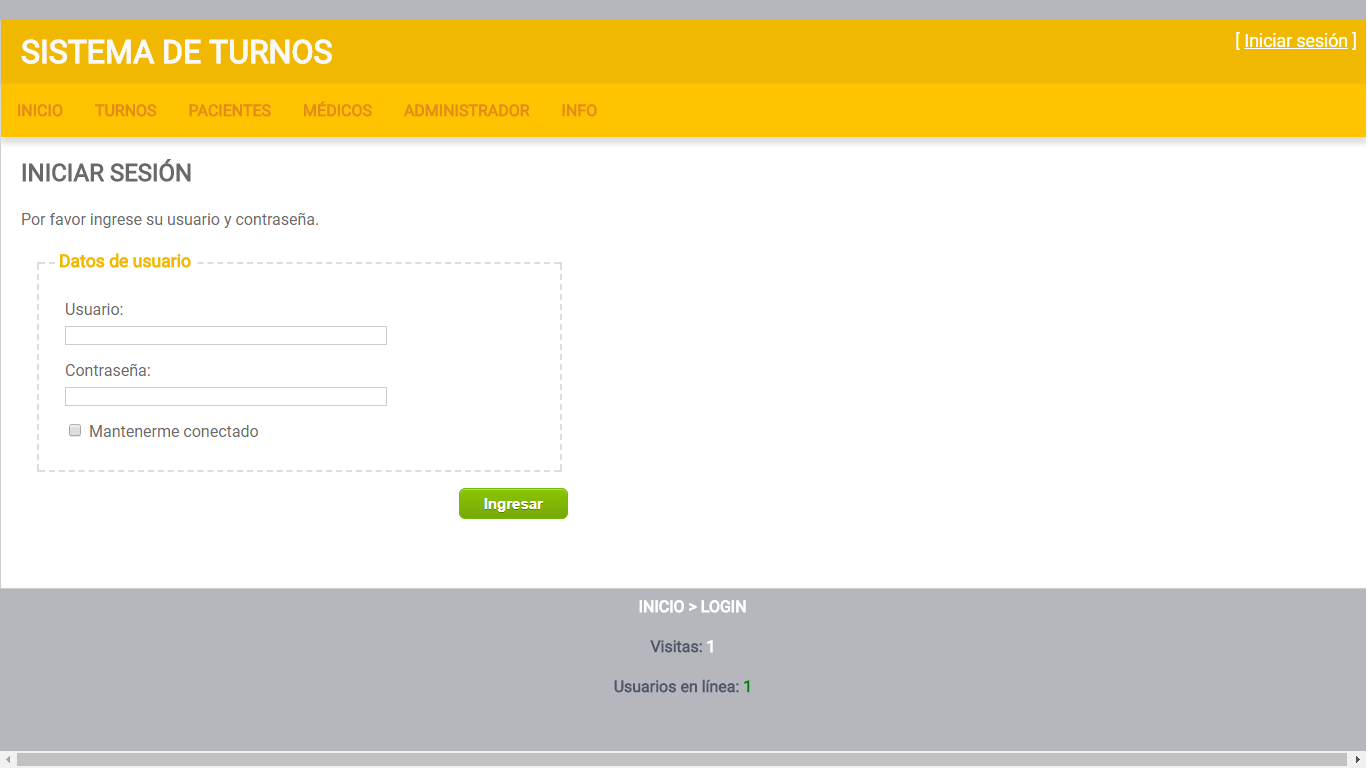 SISTEMA DE TURNOS
[ Iniciar sesión ]
INICIO TURNOS PACIENTES MÉDICOS ADMINISTRADOR INFO
INICIAR SESIÓN
Por favor ingrese su usuario y contraseña.
Datos de usuario
Usuario:
Contraseña:
Mantenerme conectado
Ingresar
INICIO > LOGIN
Visitas: 1
Usuarios en línea: 1